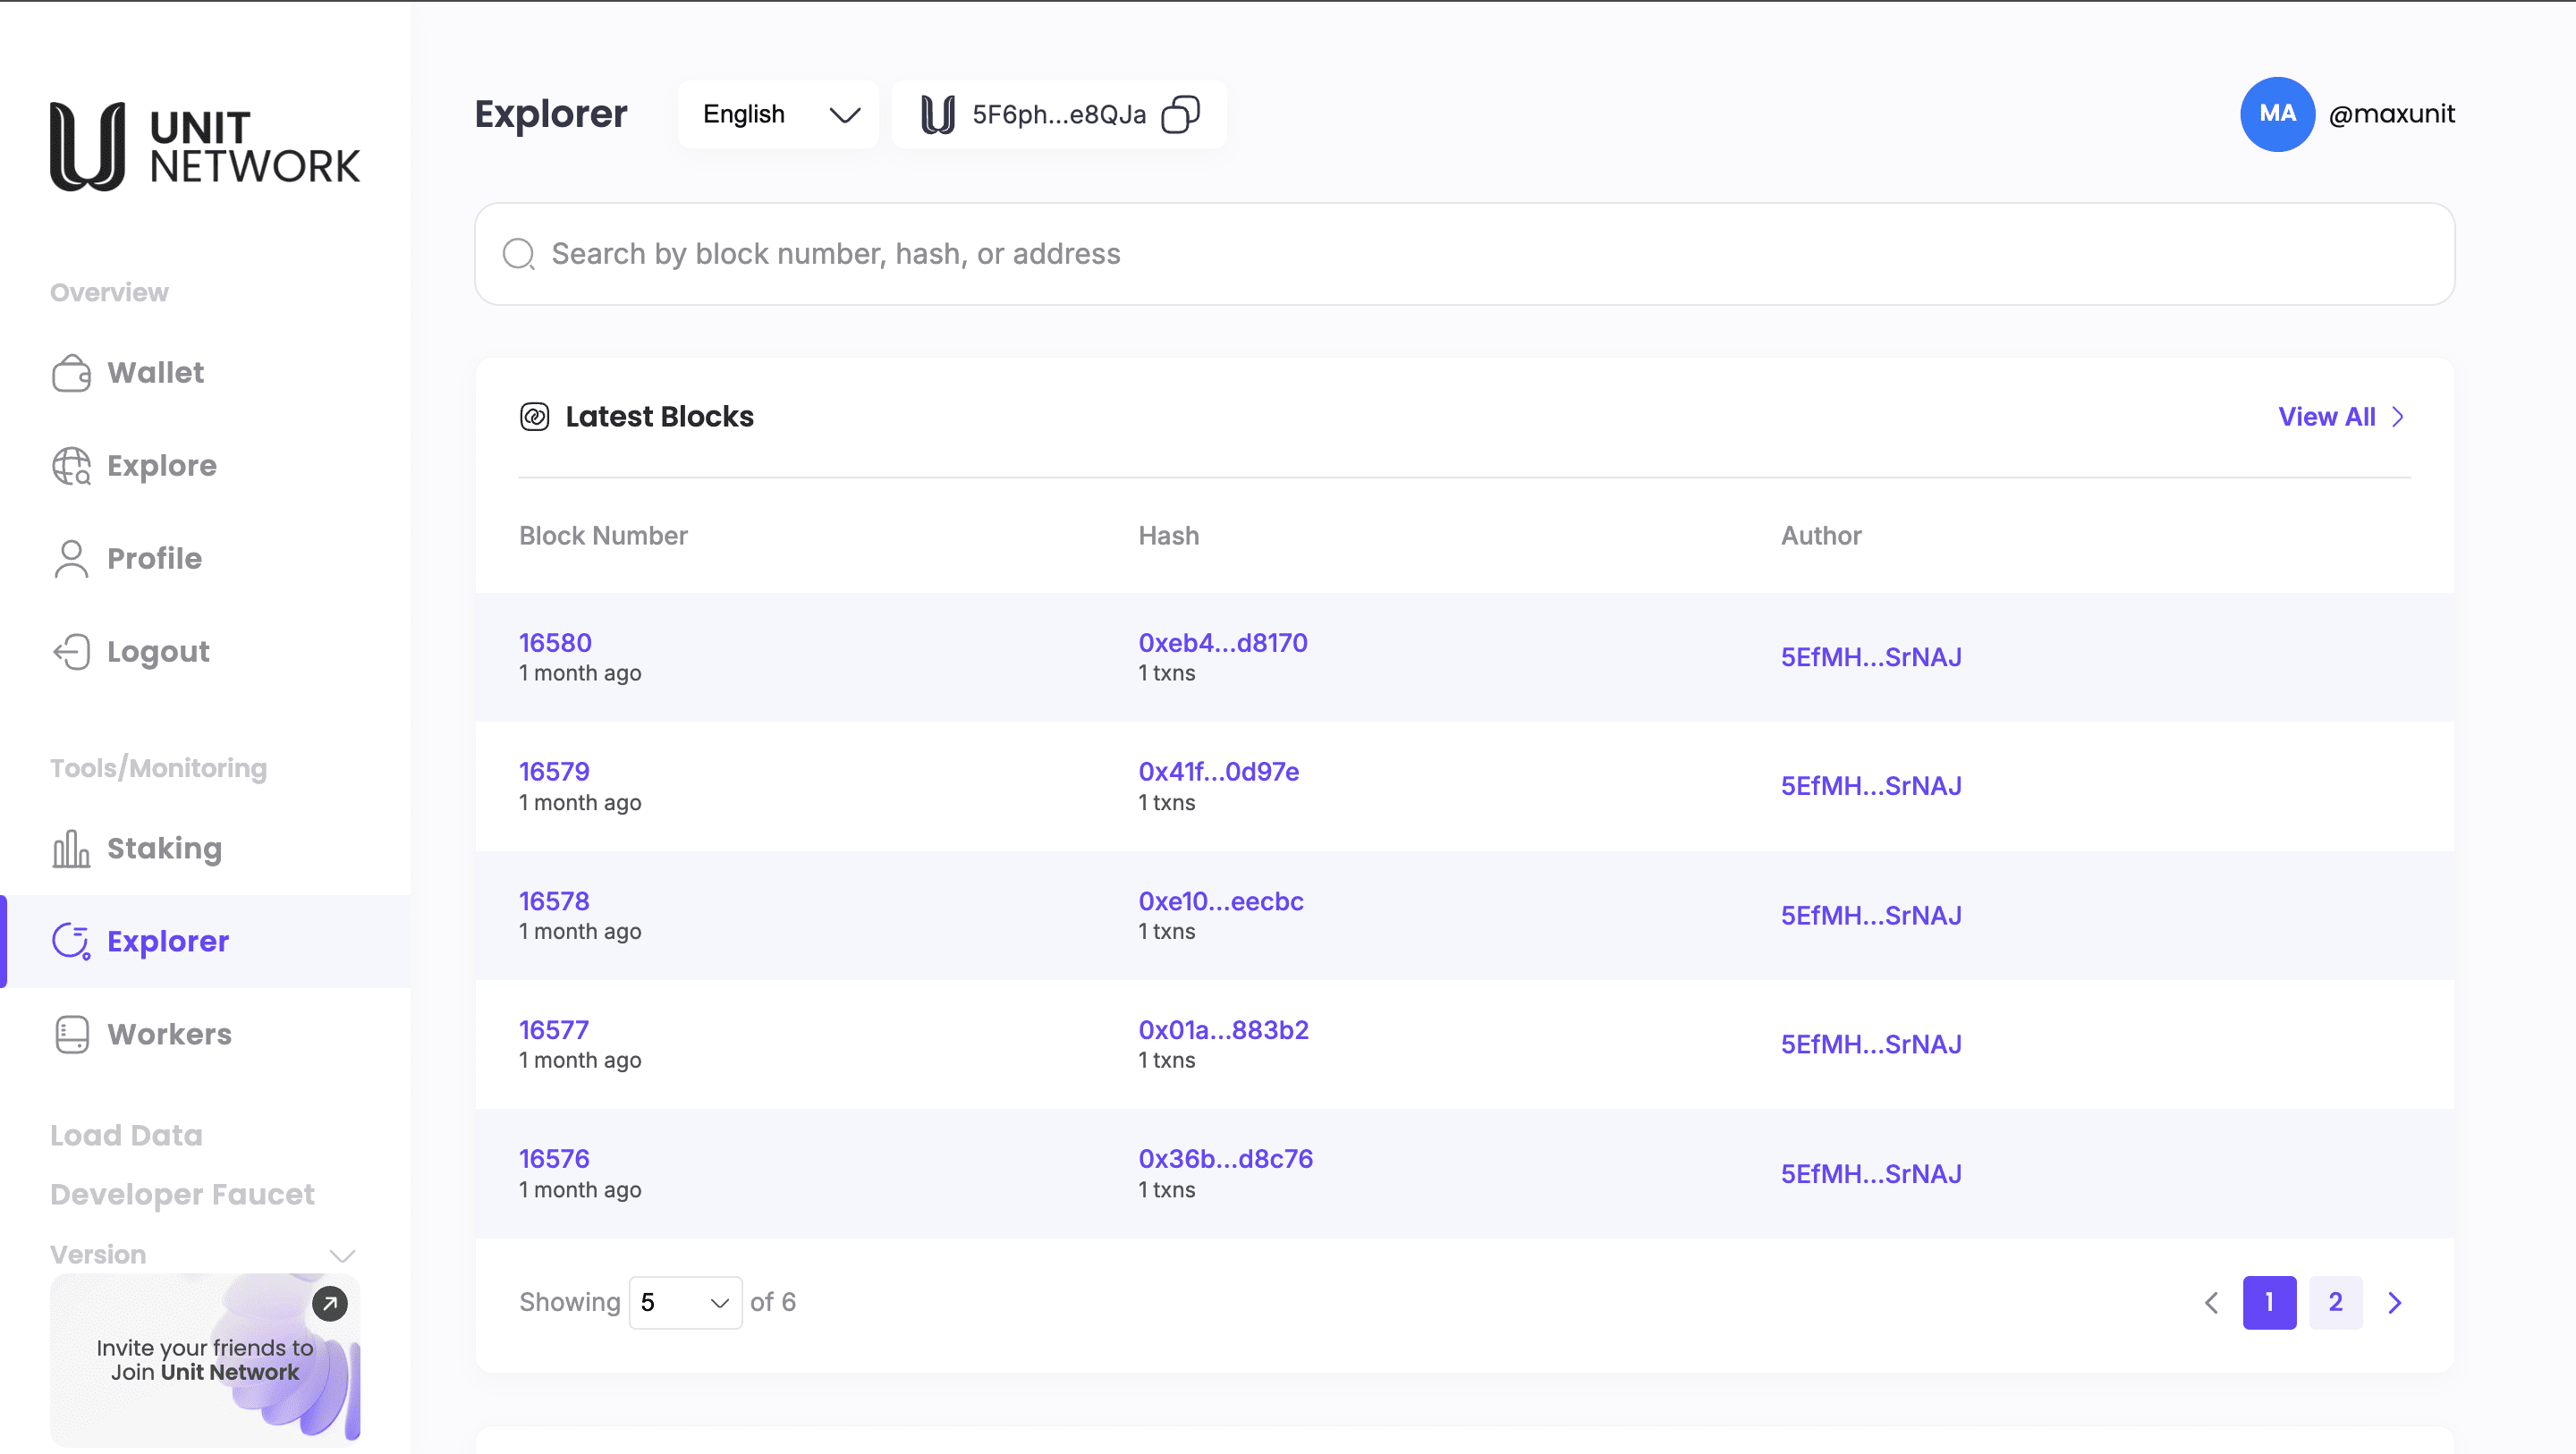 UNIT
NETWORK
Overview
Wallet
Explore
Profile
Logout
Tools/Monitoring
Staking
Explorer
Workers
Load Data
Developer Faucet
Version
Invite your friends to
Join Unit Network
Explorer
English
5F6ph...e8QJa
MA @maxunit
Search by block number, hash, or address
Latest Blocks
View All
Block Number Hash Author
16580 0xeb4...d8170 5EfMH...SrNAJ
1 month ago 1 txns
16579 0x41f...0d97e 5EfMH...SrNAJ
1 month ago 1 txns
16578 0xe10...eecbc 5EfMH...SrNAJ
1 month ago 1 txns
16577 0x01a...883b2 5EfMH...SrNAJ
1 month ago 1 txns
16576 0x36b...d8c76 5EfMH...SrNAJ
1 month ago 1 txns
Showing 5 of 6
1 2